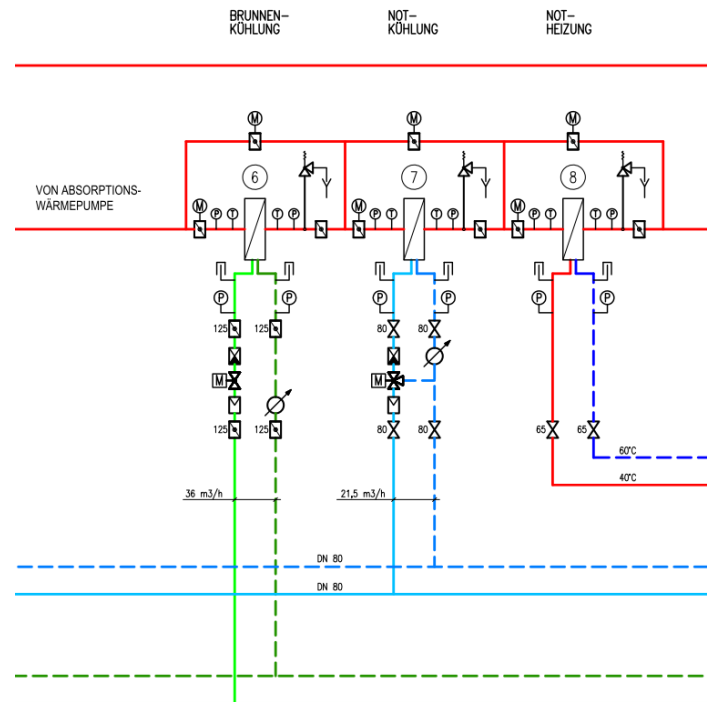 BRUNNEN-
KÜHLUNG
NOT-
KÜHLUNG
NOT-
HEIZUNG
M
M
M
6
7
8
VON ABSORPTIONS-
WÄRMEPUMPE
M
P
T
T
P
M
P
T
T
P
M
P
T
T
P
P
P
P
P
P
P
125
125
80
80
M
M
125
125
80
80
65
65
60°C
40°C
36 m3/h
21,5 m3/h
DN 80
DN 80